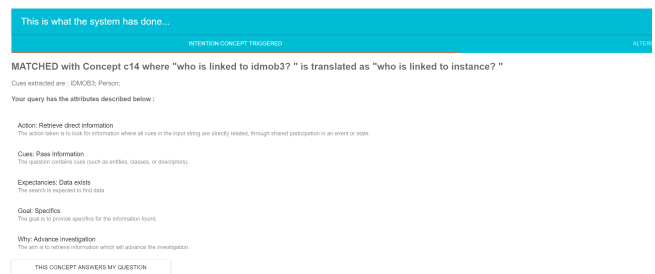 This is what the system has done...
INTENTION CONCEPT TRIGGERED
ALTERN
MATCHED with Concept c14 where "who is linked to idmob3? " is translated as "who is linked to instance? "
Cues extracted are : IDMOB3; Person;
Your query has the attributes described below :
Action: Retrieve direct information
The action taken is to look for information where all cues in the input string are directly related, through shared participation in an event or state.
Cues: Pass Information
The question contains cues (such as entities, classes, or descriptors).
Expectancies: Data exists
The search is expected to find data.
Goal: Specifics
The goal is to provide specifics for the information found.
Why: Advance investigation
The aim is to retrieve information which will advance the investigation.
THIS CONCEPT ANSWERS MY QUESTION